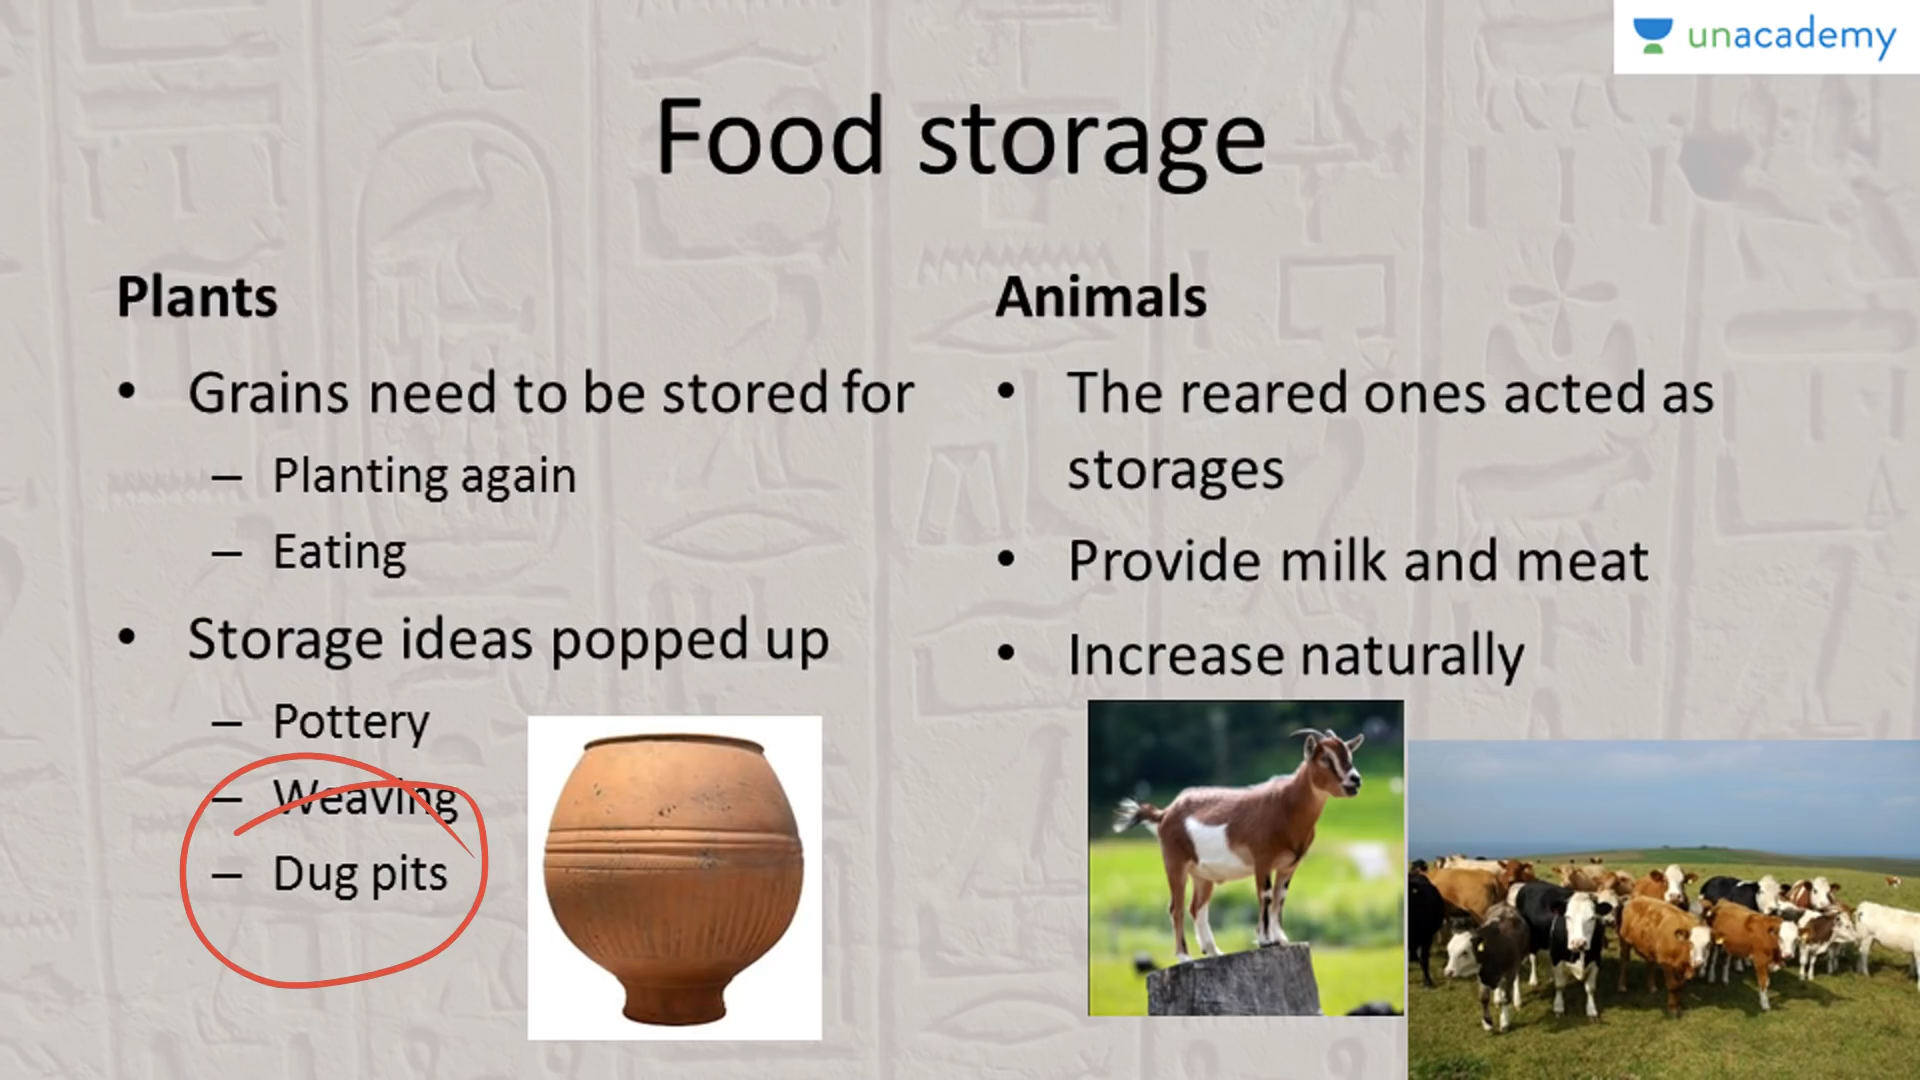 unacademy
Food storage
Plants
• Grains need to be stored for
– Planting again
– Eating
• Storage ideas popped up
– Pottery
– Weaving
– Dug pits
Animals
• The reared ones acted as
storages
• Provide milk and meat
• Increase naturally